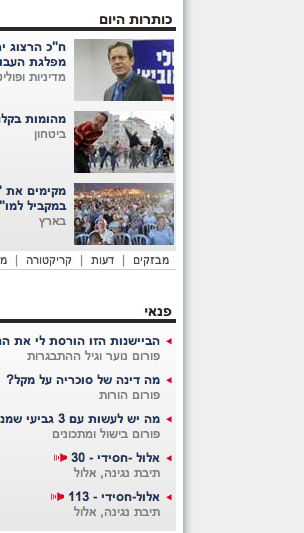 כותרות היום
ח"כ הרצוג
מפלגת העבו
מדיניות ופולי
מהומות בקלנ
ביטחון
מקימים את
במקביל למו"
בארץ
מבזקים | דעות | קריקטורה |
פנאי
הביישנות הזו הורסת לי את
פורום נוער וגיל ההתבגרות
מה דינה של סוכריה על מקל?
פורום הורות
מה יש לעשות עם 3 גביעי שמנ
פורום בישול ומתכונים
אלול -חסידי - 30
תיבת נגינה, אלול
אלול-חסידי - 113
תיבת נגינה, אלול